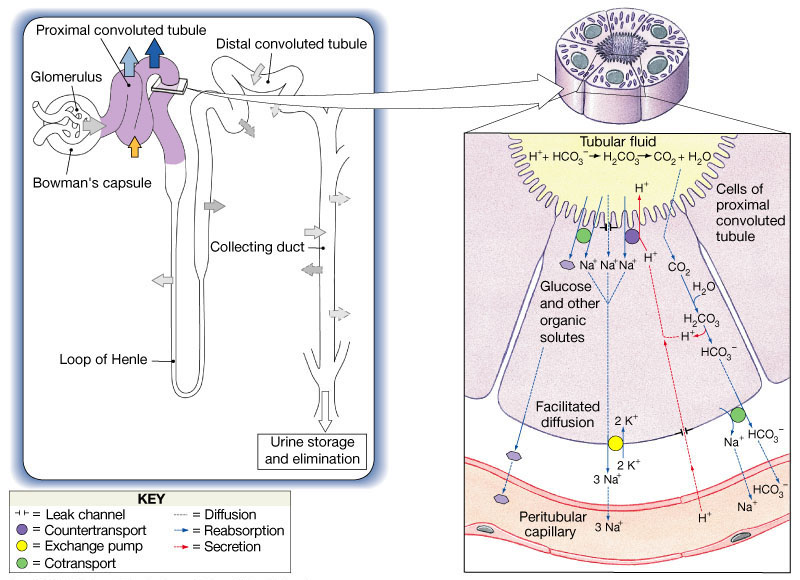 Proximal convoluted tubule
Distal convoluted tubule
Glomerulus
Bowman's capsule
Collecting duct
Loop of Henle
Urine storage
and elimination
KEY
= Leak channel
= Countertransport
= Exchange pump
= Cotransport
= Diffusion
= Reabsorption
= Secretion
Tubular fluid
H⁺ + HCO₃⁻ H₂CO₃ CO₂ + H₂O
H⁺
Cells of
proximal
convoluted
tubule
Na⁺ Na⁺ Na⁺
H⁺
CO₂
Glucose
and other
organic
solutes
H₂O
H₂CO₃
H⁺
HCO₃⁻
Facilitated
diffusion
2 K⁺
2 K⁺
Na⁺
HCO₃⁻
3 Na⁺
HCO₃⁻
Na⁺
Peritubular
capillary
3 Na⁺
H⁺